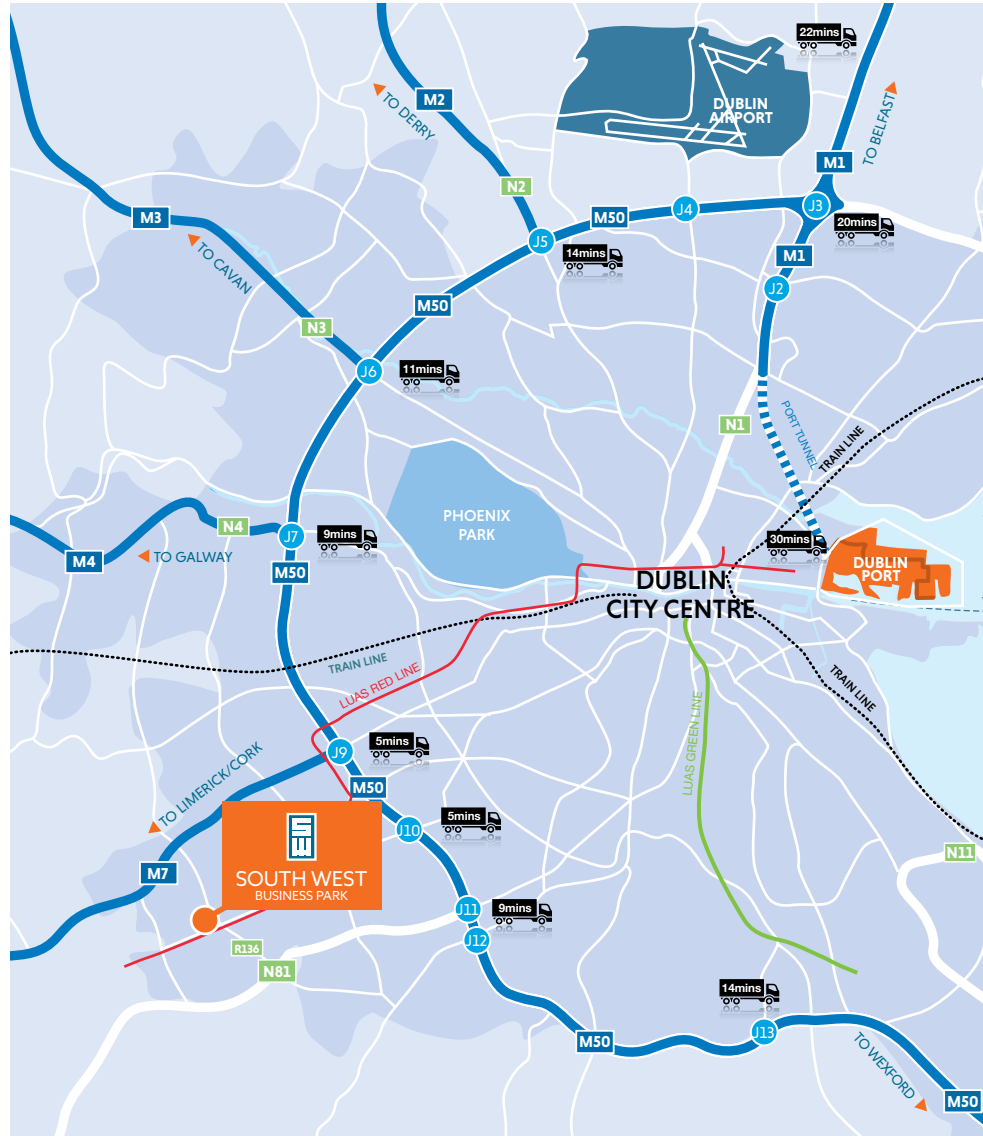 22mins
M2
TO DERRY
DUBLIN
AIRPORT
TO BELFAST
M1
N2
M3
M50
J4
J3
20mins
J5
TO CAVAN
14mins
M1
J2
M50
N3
J6
11mins
PORT TUNNEL
N1
TRAIN LINE
PHOENIX
PARK
N4
J7
9mins
30mins
M4
TO GALWAY
M50
DUBLIN
PORT
DUBLIN
CITY CENTRE
TRAIN LINE
LUAS RED LINE
TRAIN LINE
LUAS GREEN LINE
J9
5mins
TO LIMERICK/CORK
M50
J10
5mins
SW
SOUTH WEST
BUSINESS PARK
M7
N11
J11
9mins
R136
J12
N81
14mins
J13
M50
TO WEXFORD
M50